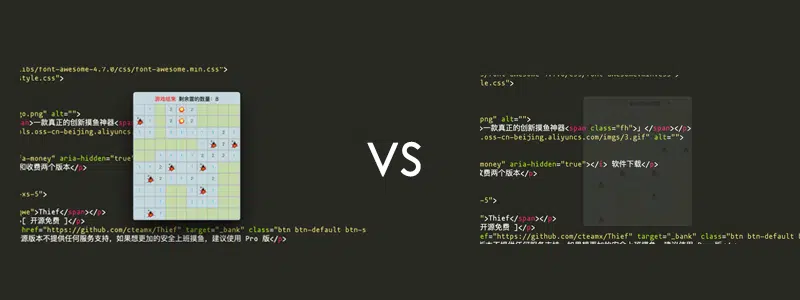 libs/font-awesome-4.7.0/css/font-awesome.min.css">
style.css">
游戏结束 剩余雷的数量: 8
go.png" alt="">
an>一款真正的创新摸鱼神器<
ls.oss-cn-beijing.aliyuncs
a-money" aria-hidden="true"
和收费两个版本</p>
-xs-5">
we">Thief</span></p>
>[ 开源免费 ]</p>
href="https://github.com/cteamx/Thief" target="_blank" class="btn btn-default btn-s
源版本不提供任何服务支持，如果想更加的安全上班摸鱼，建议使用 Pro 版</p>
VS
style.css">
png" alt="">
>一款真正的创新摸鱼神器<span class="fh">」</span></p>
.oss-cn-beijing.aliyuncs.com/imgs/3.gif" alt="">
money" aria-hidden="true"></i> 软件下载</p>
收费两个版本</p>
s-5">
">Thief</span></p>
[ 开源免费 ]</p>
ef="https://github.com/cteamx/Thief" target="_blank" class="btn btn-default b